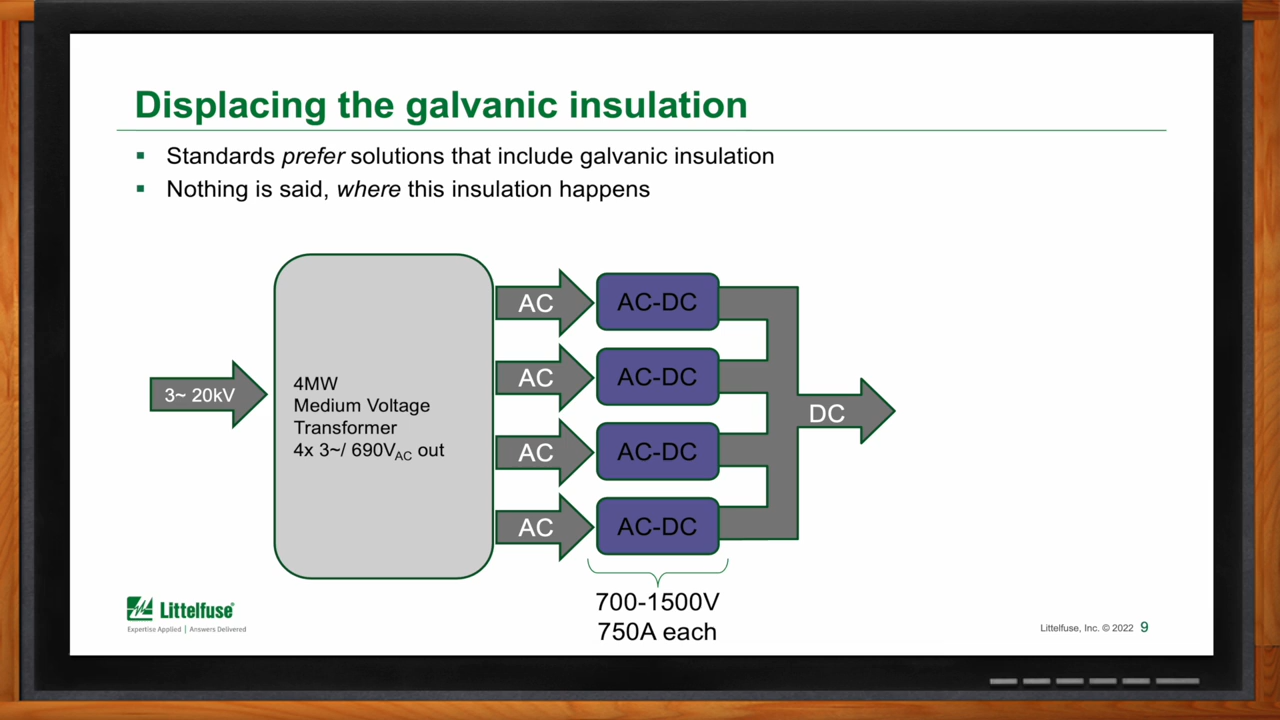 Displacing the galvanic insulation
▪ Standards prefer solutions that include galvanic insulation
▪ Nothing is said, where this insulation happens
3~ 20kV
4MW
Medium Voltage
Transformer
4x 3~/ 690VAC out
AC
AC
AC
AC
AC-DC
AC-DC
AC-DC
AC-DC
DC
700-1500V
750A each
Littelfuse®
Expertise Applied | Answers Delivered
Littelfuse, Inc. © 2022 9